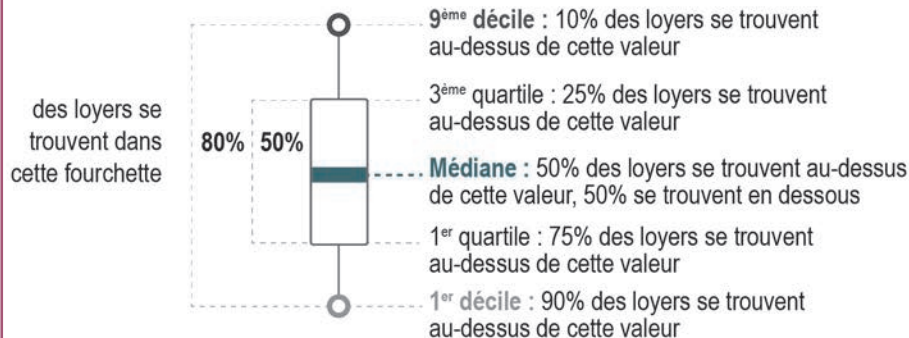 des loyers se
trouvent dans
cette fourchette
80% 50%
9ème décile : 10% des loyers se trouvent
au-dessus de cette valeur
3ème quartile : 25% des loyers se trouvent
au-dessus de cette valeur
Médiane : 50% des loyers se trouvent au-dessus
de cette valeur, 50% se trouvent en dessous
1er quartile : 75% des loyers se trouvent
au-dessus de cette valeur
1er décile : 90% des loyers se trouvent
au-dessus de cette valeur